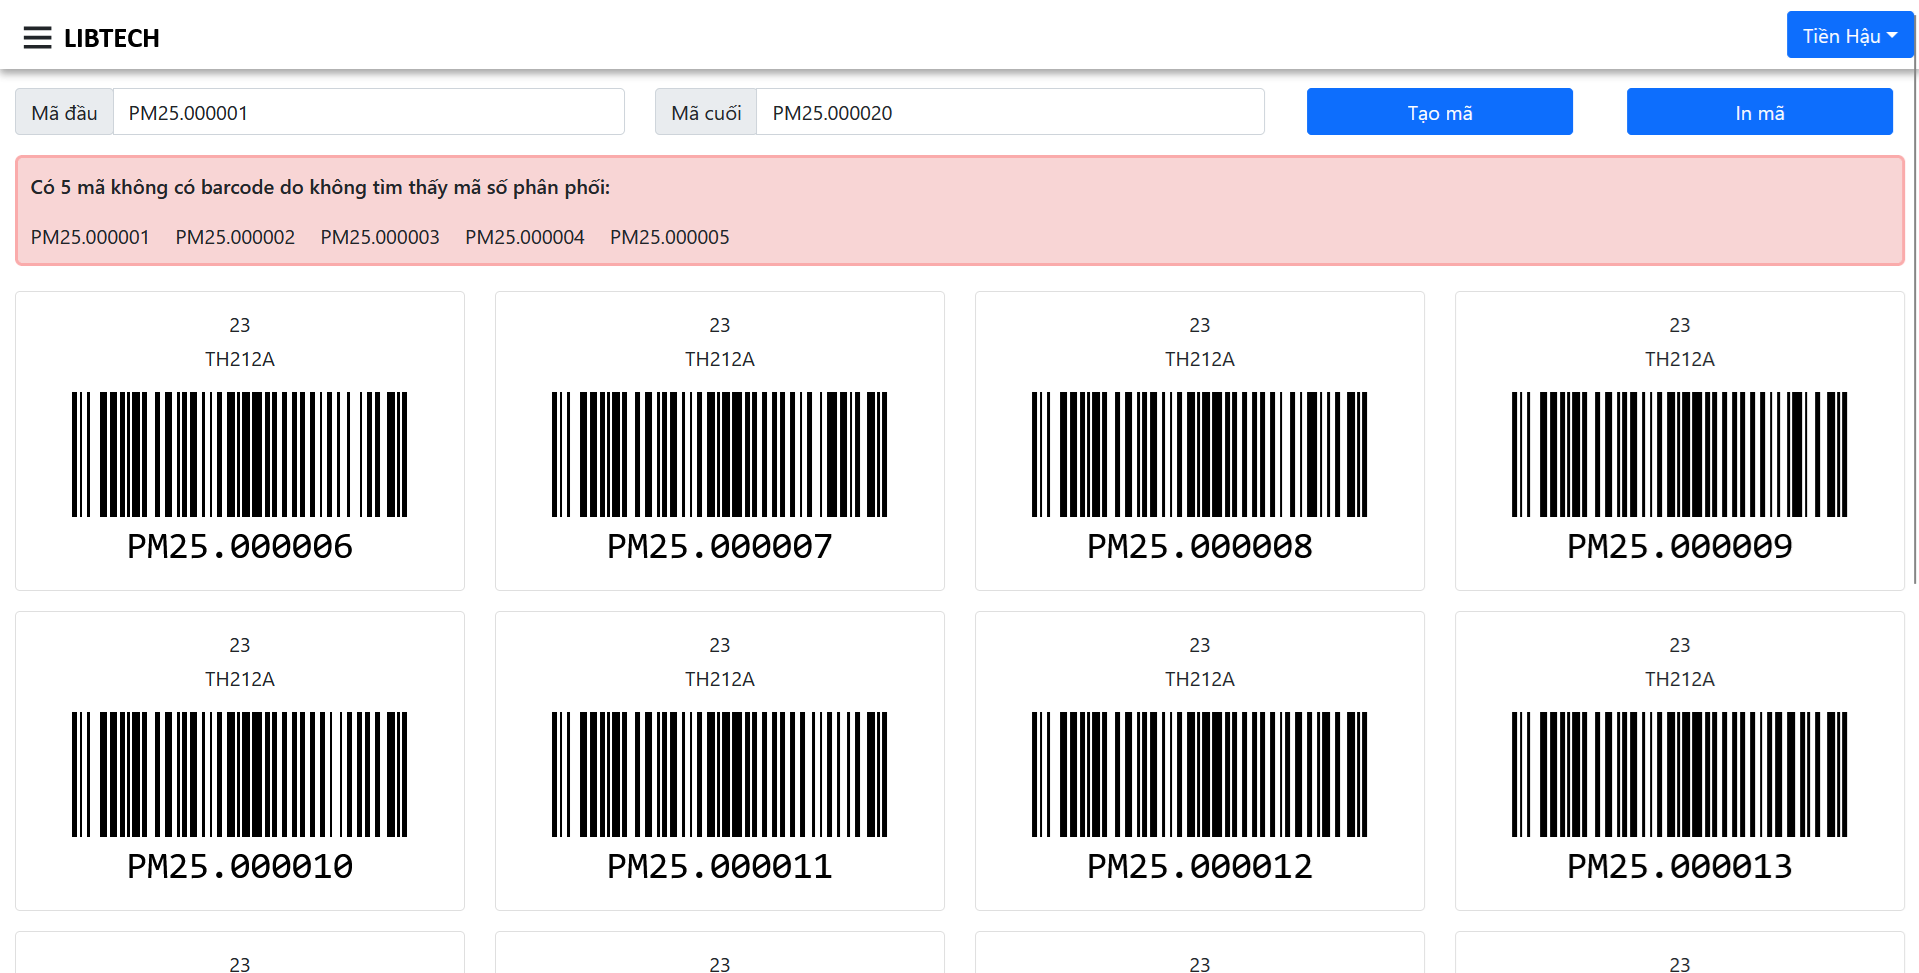 LIBTECH
Tiền Hậu
Mã đầu PM25.000001 Mã cuối PM25.000020 Tạo mã In mã
Có 5 mã không có barcode do không tìm thấy mã số phân phối:
PM25.000001 PM25.000002 PM25.000003 PM25.000004 PM25.000005
23 23 23 23
TH212A TH212A TH212A TH212A
PM25.000006 PM25.000007 PM25.000008 PM25.000009
23 23 23 23
TH212A TH212A TH212A TH212A
PM25.000010 PM25.000011 PM25.000012 PM25.000013
23 23 23 23